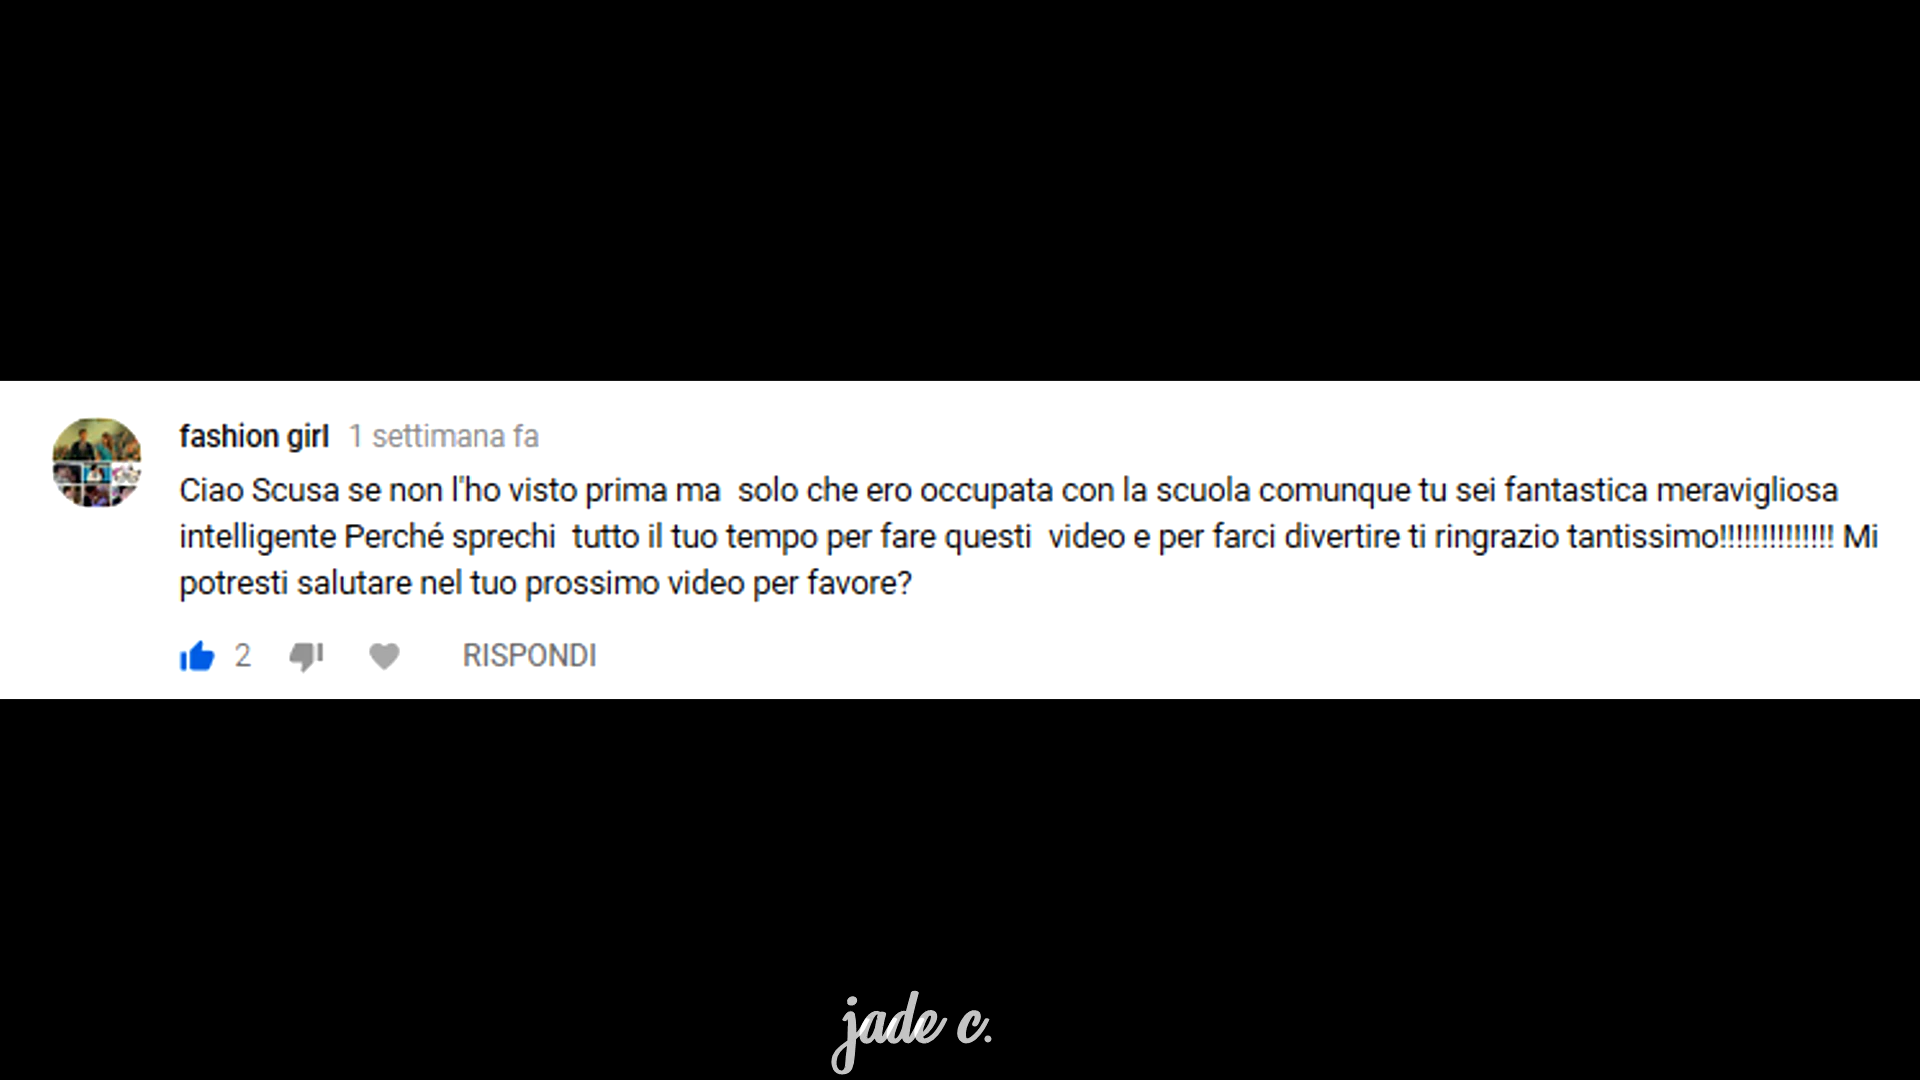 fashion girl 1 settimana fa
Ciao Scusa se non l'ho visto prima ma  solo che ero occupata con la scuola comunque tu sei fantastica meravigliosa
intelligente Perché sprechi  tutto il tuo tempo per fare questi  video e per farci divertire ti ringrazio tantissimo!!!!!!!!!!!!!! Mi
potresti salutare nel tuo prossimo video per favore?
2 RISPONDI
jade c.